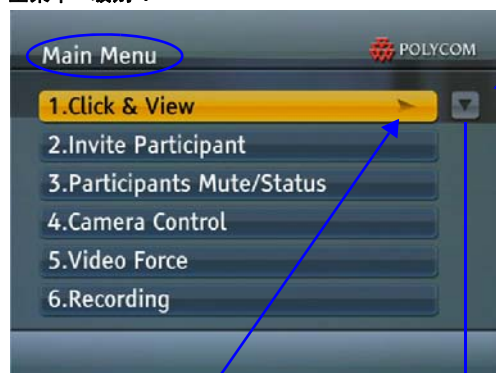 Main Menu
POLYCOM
1.Click & View
2.Invite Participant
3.Participants Mute/Status
4.Camera Control
5.Video Force
6.Recording